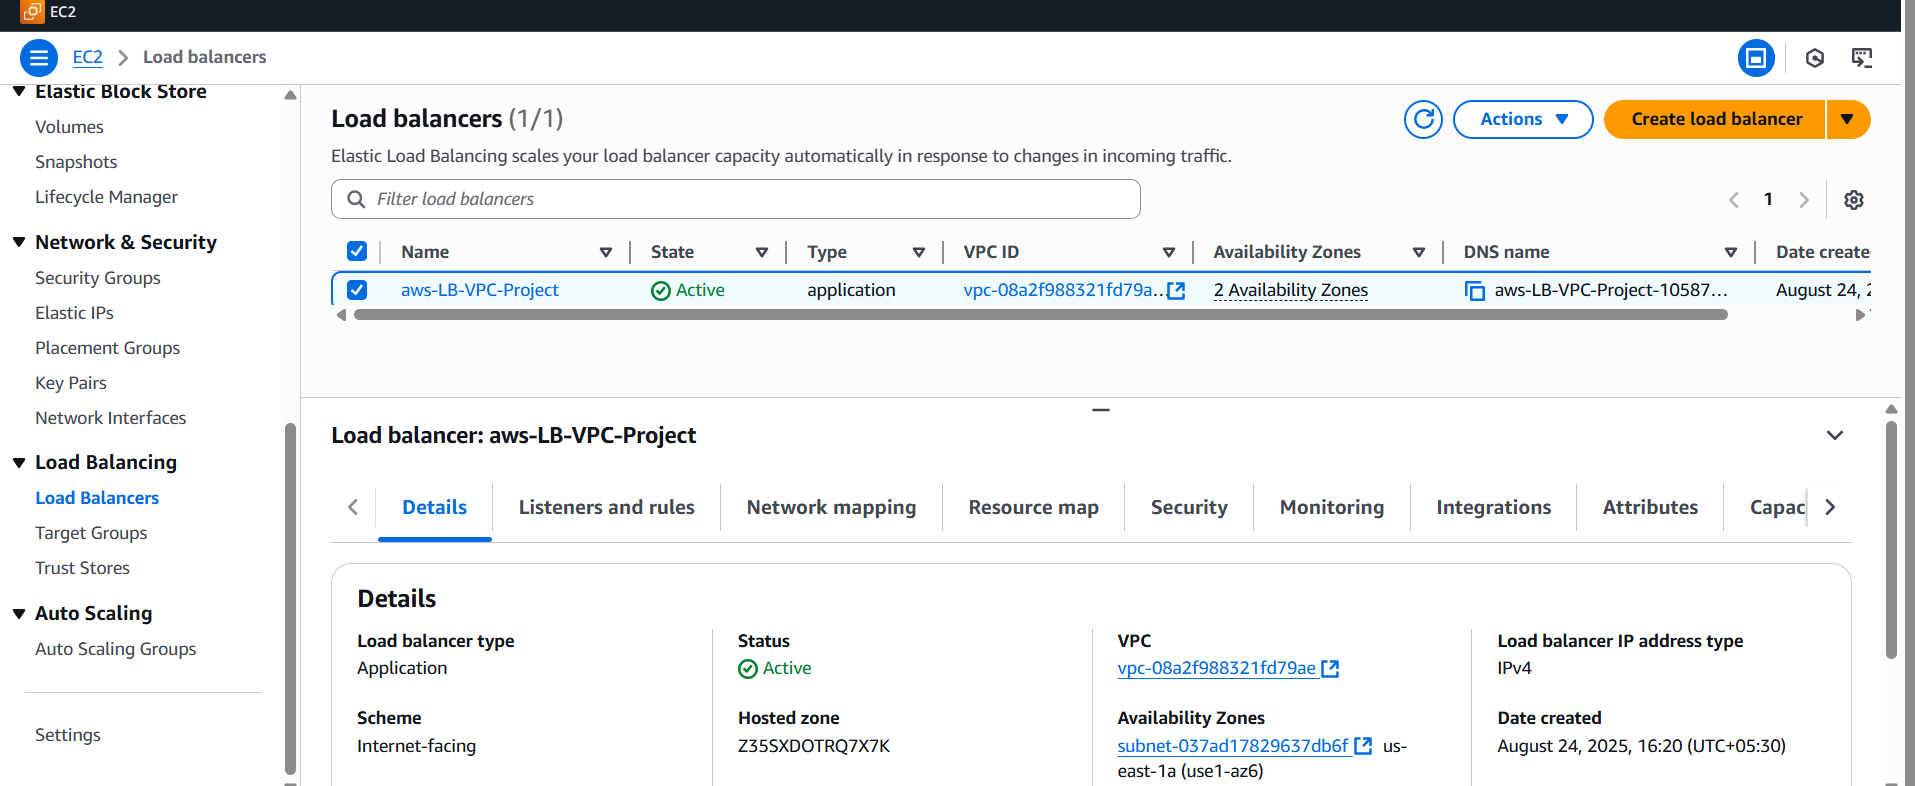 EC2
EC2 > Load balancers
Elastic Block Store
Volumes
Snapshots
Lifecycle Manager
Network & Security
Security Groups
Elastic IPs
Placement Groups
Key Pairs
Network Interfaces
Load Balancing
Load Balancers
Target Groups
Trust Stores
Auto Scaling
Auto Scaling Groups
Settings
Load balancers (1/1)
Actions
Create load balancer
Elastic Load Balancing scales your load balancer capacity automatically in response to changes in incoming traffic.
Filter load balancers
1
Name State Type VPC ID Availability Zones DNS name Date create
aws-LB-VPC-Project Active application vpc-08a2f988321fd79a... 2 Availability Zones aws-LB-VPC-Project-10587... August 24, 2
Load balancer: aws-LB-VPC-Project
Details Listeners and rules Network mapping Resource map Security Monitoring Integrations Attributes Capac
Details
Load balancer type
Application
Status
Active
VPC
vpc-08a2f988321fd79ae
Load balancer IP address type
IPv4
Scheme
Internet-facing
Hosted zone
Z35SXDOTRQ7X7K
Availability Zones
subnet-037ad17829637db6f us-
east-1a (use1-az6)
Date created
August 24, 2025, 16:20 (UTC+05:30)